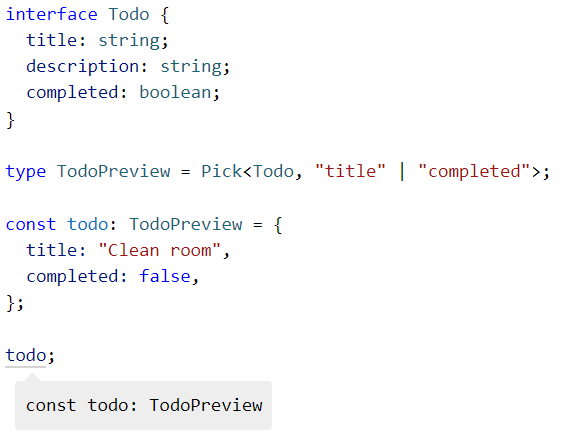 interface Todo {
  title: string;
  description: string;
  completed: boolean;
}

type TodoPreview = Pick<Todo, "title" | "completed">;

const todo: TodoPreview = {
  title: "Clean room",
  completed: false,
};

todo;
const todo: TodoPreview